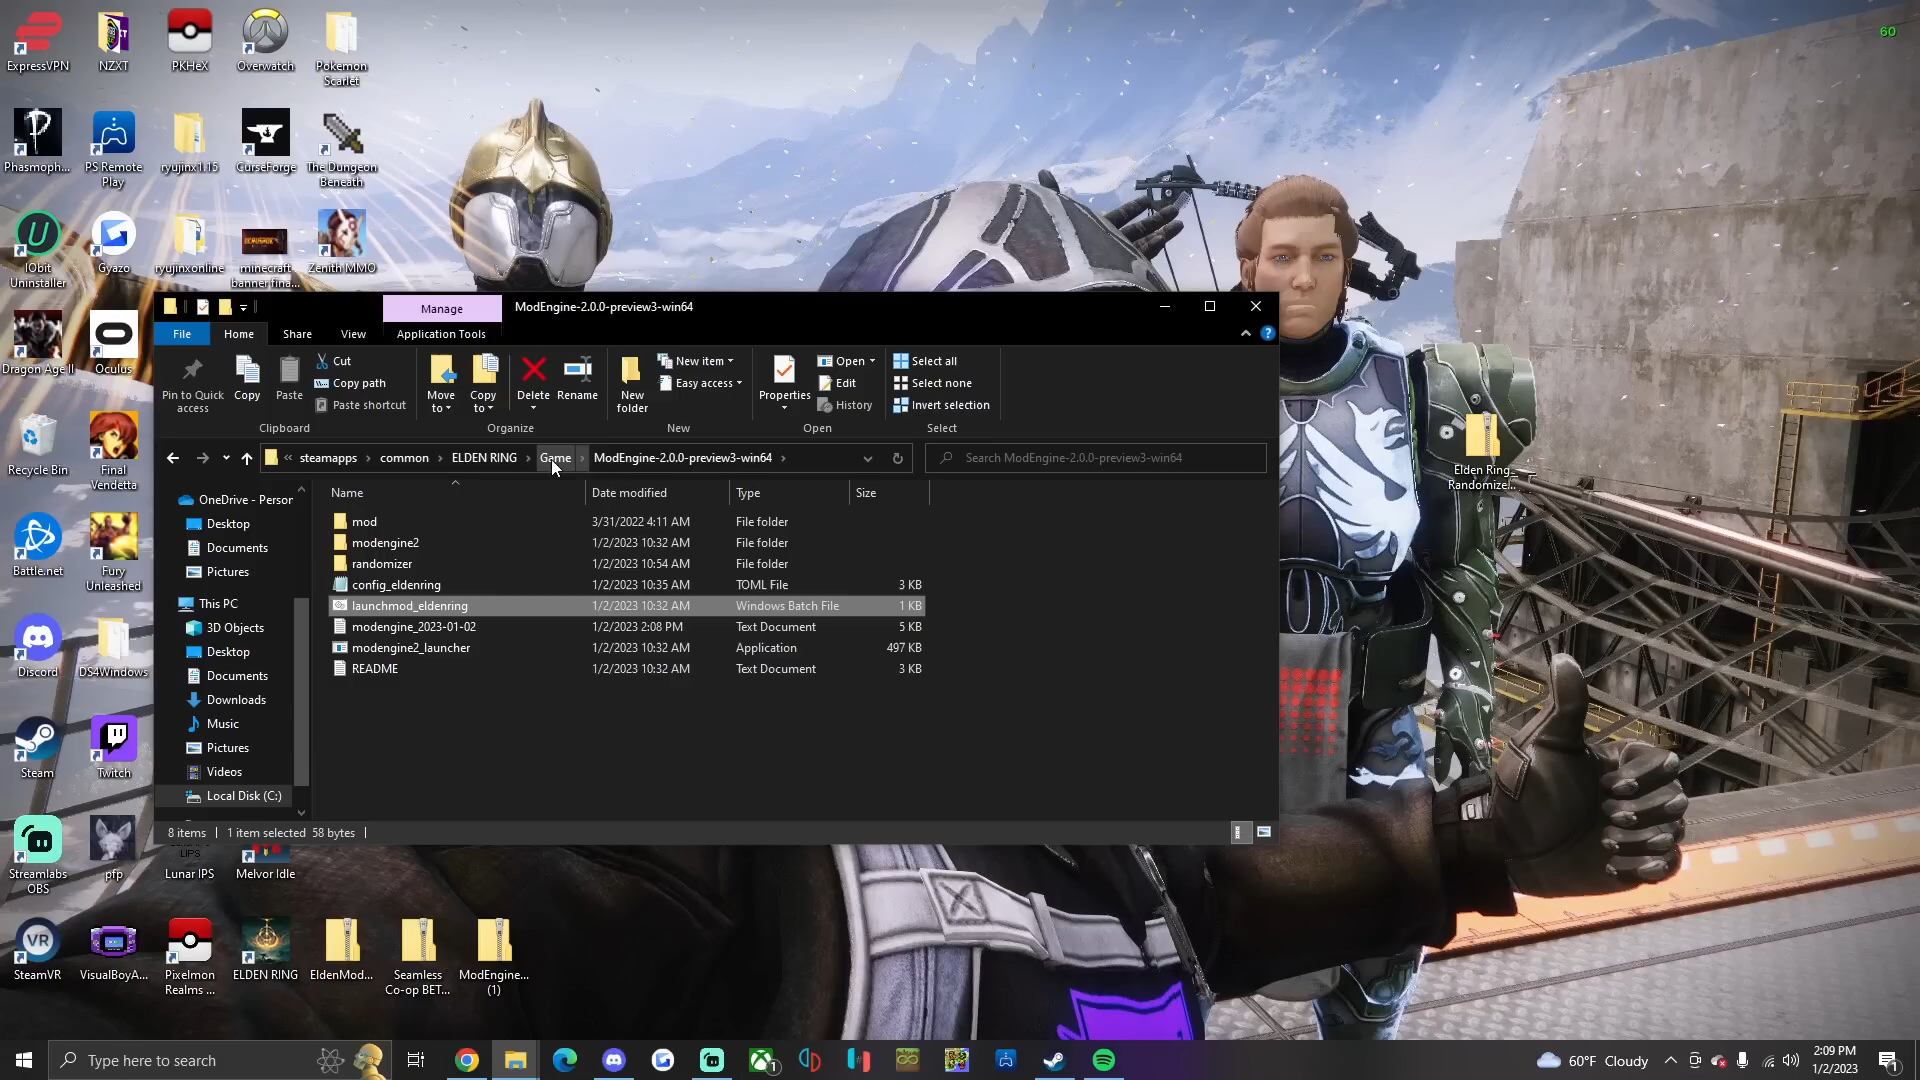 60
ExpressVPN
NZXT
PKHeX
Overwatch
Pokemon
Scarlet
Phasmoph...
PS Remote
Play
ryujinx1.15
CurseForge
The Dungeon
Beneath
IObit
Uninstaller
Gyazo
ryujinxonline
minecraft
banner fina...
Zenith MMO
Dragon Age II
Oculus
Recycle Bin
Final
Vendetta
Battle.net
Fury
Unleashed
Discord
DS4Windows
Steam
Twitch
Streamlabs
OBS
pfp
Lunar IPS
Melvor Idle
SteamVR
VisualBoyA...
Pixelmon
Realms ...
ELDEN RING
EldenMod...
Seamless
Co-op BET...
ModEngine...
(1)
Elden Ring
Randomize...
Manage
ModEngine-2.0.0-preview3-win64
File
Home
Share
View
Application Tools
Pin to Quick
access
Copy
Paste
Cut
Copy path
Paste shortcut
Clipboard
Move
to
Copy
to
Delete
Rename
Organize
New
folder
New item
Easy access
New
Properties
Open
Edit
History
Open
Select all
Select none
Invert selection
Select
« steamapps > common > ELDEN RING > Game > ModEngine-2.0.0-preview3-win64 >
Search ModEngine-2.0.0-preview3-win64
OneDrive - Person
Desktop
Documents
Pictures
This PC
3D Objects
Desktop
Documents
Downloads
Music
Pictures
Videos
Local Disk (C:)
Name Date modified Type Size
mod 3/31/2022 4:11 AM File folder
modengine2 1/2/2023 10:32 AM File folder
randomizer 1/2/2023 10:54 AM File folder
config_eldenring 1/2/2023 10:35 AM TOML File 3 KB
launchmod_eldenring 1/2/2023 10:32 AM Windows Batch File 1 KB
modengine_2023-01-02 1/2/2023 2:08 PM Text Document 5 KB
modengine2_launcher 1/2/2023 10:32 AM Application 497 KB
README 1/2/2023 10:32 AM Text Document 3 KB
8 items 1 item selected 58 bytes
Type here to search
60°F Cloudy
2:09 PM
1/2/2023